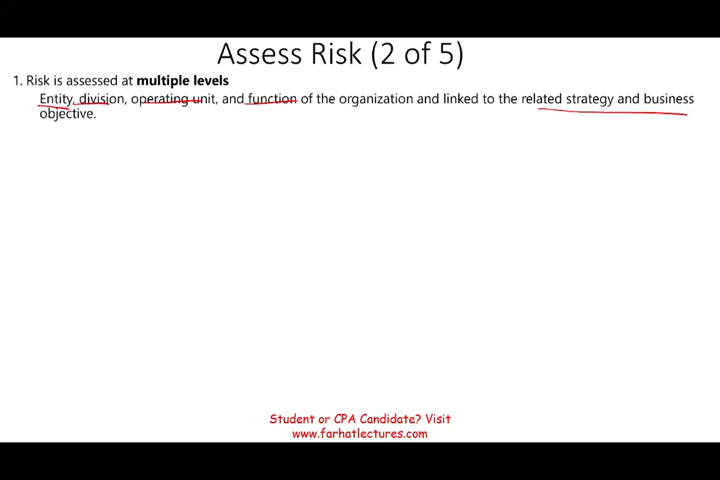 Assess Risk (2 of 5)
1. Risk is assessed at multiple levels
Entity, division, operating unit, and function of the organization and linked to the related strategy and business
objective.
Student or CPA Candidate? Visit
www.farhatlectures.com